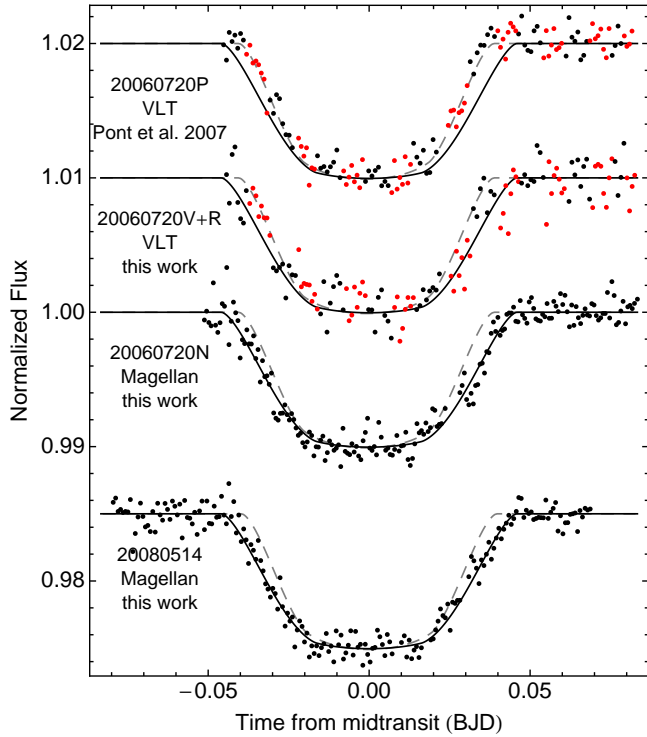 1.02
20060720P
VLT
Pont et al. 2007
1.01
20060720V+R
VLT
this work
1.00
20060720N
Magellan
this work
0.99
20080514
Magellan
this work
0.98
Normalized Flux
−0.05
0.00
0.05
Time from midtransit (BJD)